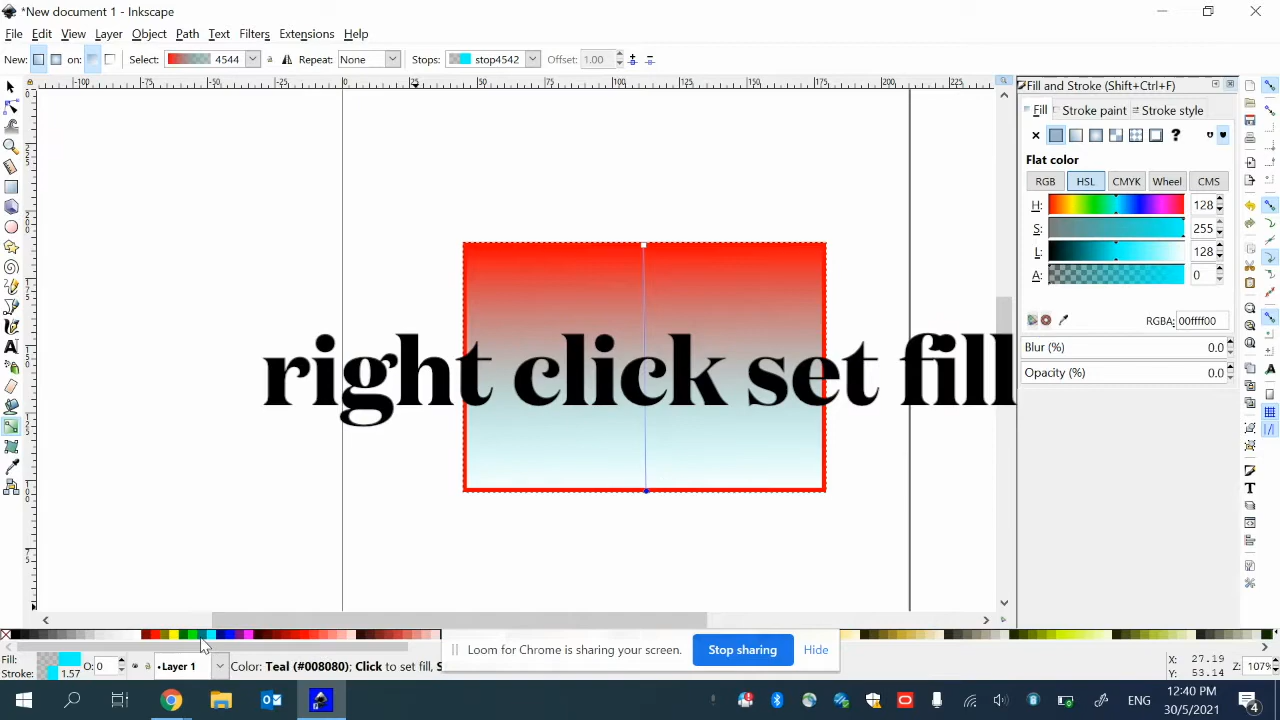 *New document 1 - Inkscape
File Edit View Layer Object Path Text Filters Extensions Help
New: on: Select: 4544 Repeat: None Stops: stop4542 Offset: 1.00
Fill and Stroke (Shift+Ctrl+F)
Fill Stroke paint Stroke style
Flat color
RGB HSL CMYK Wheel CMS
H: 128
S: 255
L: 128
A: 0
RGBA: 00ffff00
Blur (%) 0.0
Opacity (%) 0.0
right click set fill
Loom for Chrome is sharing your screen. Stop sharing Hide
Fill:
Stroke: 1.57
O: 0
•Layer 1
Color: Teal (#008080); Click to set fill, S
X: 27.19
Y: 53.14
Z: 107%
ENG
12:40 PM
30/5/2021
4